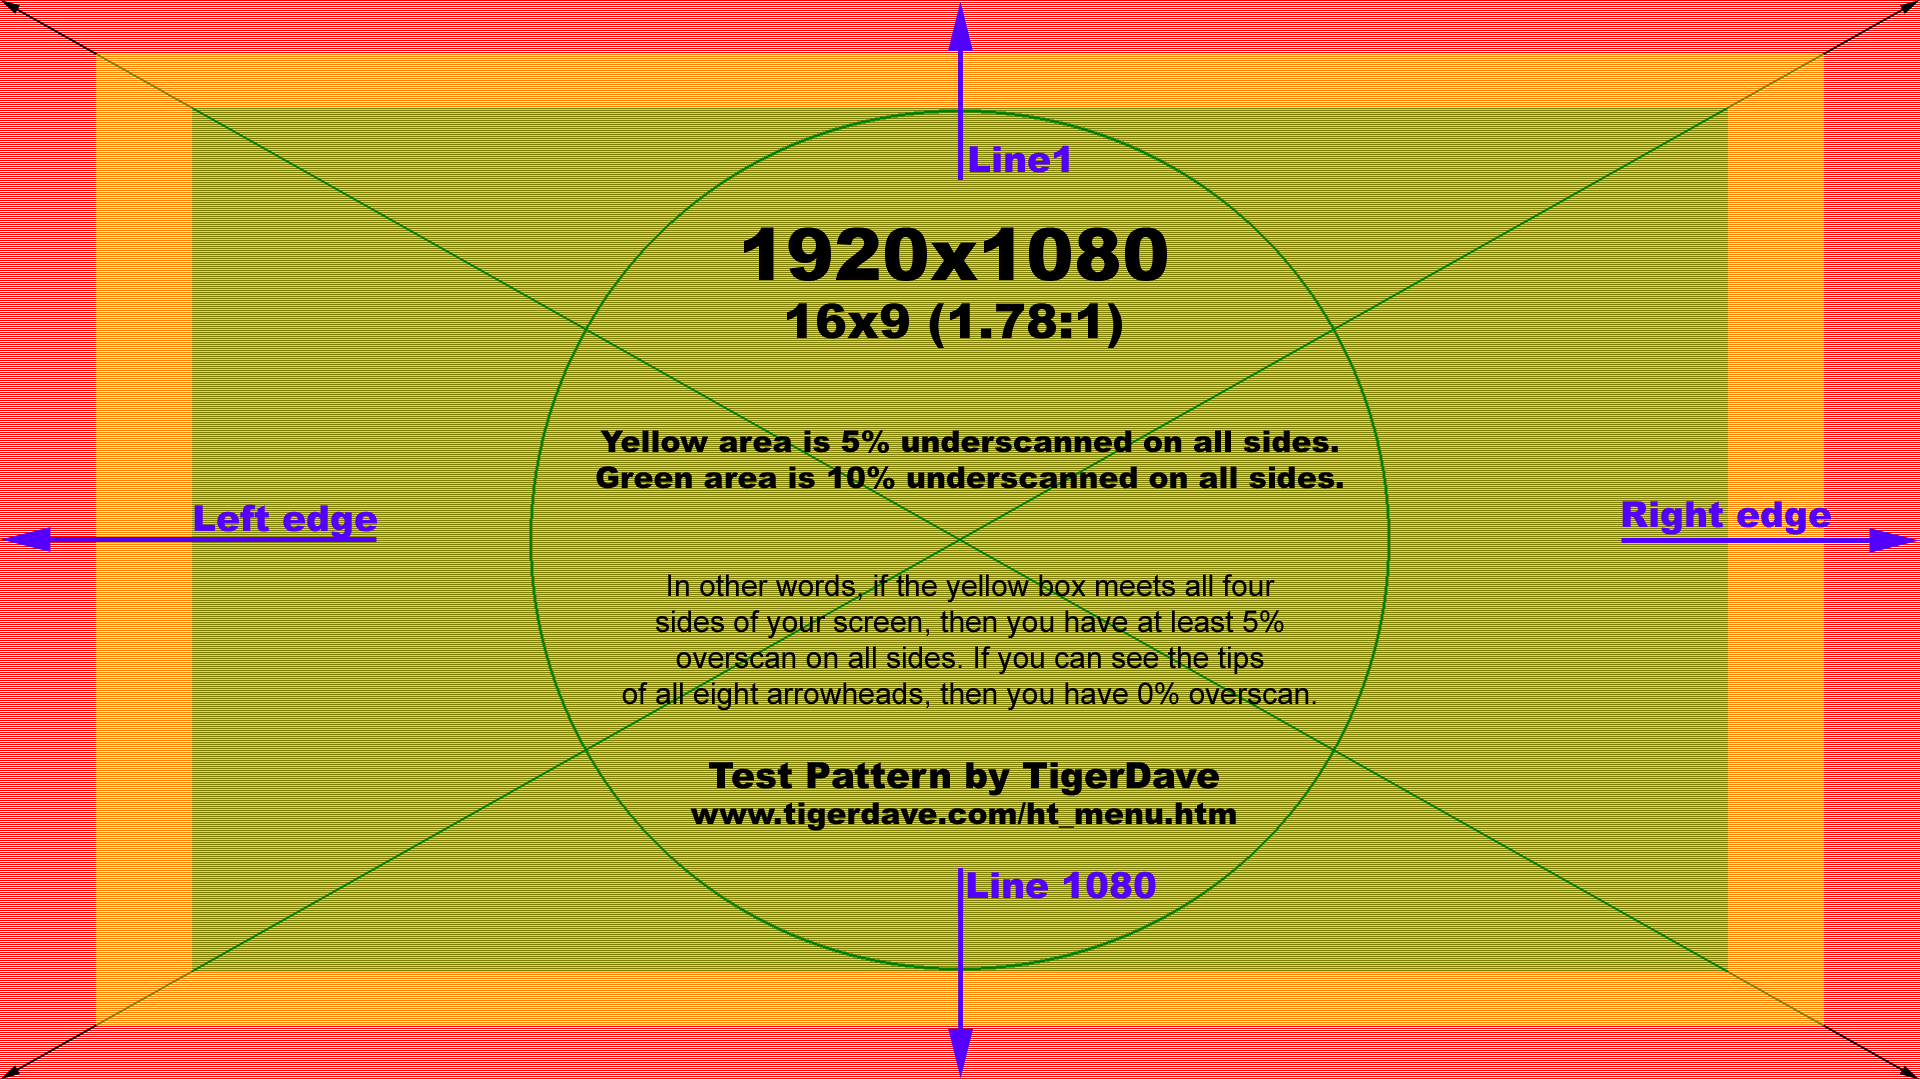 Line1
1920x1080
16x9 (1.78:1)
Yellow area is 5% underscanned on all sides.
Green area is 10% underscanned on all sides.
Left edge
Right edge
In other words, if the yellow box meets all four
sides of your screen, then you have at least 5%
overscan on all sides. If you can see the tips
of all eight arrowheads, then you have 0% overscan.
Test Pattern by TigerDave
www.tigerdave.com/ht_menu.htm
Line 1080